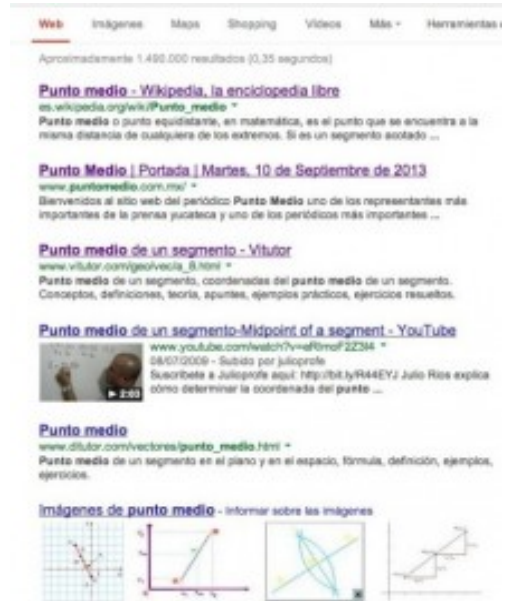 Web Imágenes Maps Shopping Vídeos Más Herramientas
Aproximadamente 1.490.000 resultados (0,35 segundos)
Punto medio - Wikipedia, la enciclopedia libre
es.wikipedia.org/wiki/Punto_medio
Punto medio o punto equidistante, en matemática, es el punto que se encuentra a la
misma distancia de cualquiera de los extremos. Si es un segmento acotado ...
Punto Medio | Portada | Martes, 10 de Septiembre de 2013
www.puntomedio.com.mx/
Bienvenidos al sitio web del periódico Punto Medio uno de los representantes más
importantes de la prensa yucateca y uno de los periódicos más importantes ...
Punto medio de un segmento - Vitutor
www.vitutor.com/geo/vec/a_8.html
Punto medio de un segmento, coordenadas del punto medio de un segmento.
Conceptos, definiciones, teoría, apuntes, ejemplos prácticos, ejercicios resueltos.
Punto medio de un segmento-Midpoint of a segment - YouTube
08/07/2009 - Subido por julioprofe
Suscríbete a Julioprofe aquí: http://bit.ly/R44EYJ Julio Rios explica
cómo determinar la coordenada del punto ...
2:03
Punto medio
www.ditutor.com/vectores/punto_medio.html
Punto medio de un segmento en el plano y en el espacio, fórmula, definición, ejemplos,
ejercicios.
Imágenes de punto medio - Informar sobre las imágenes